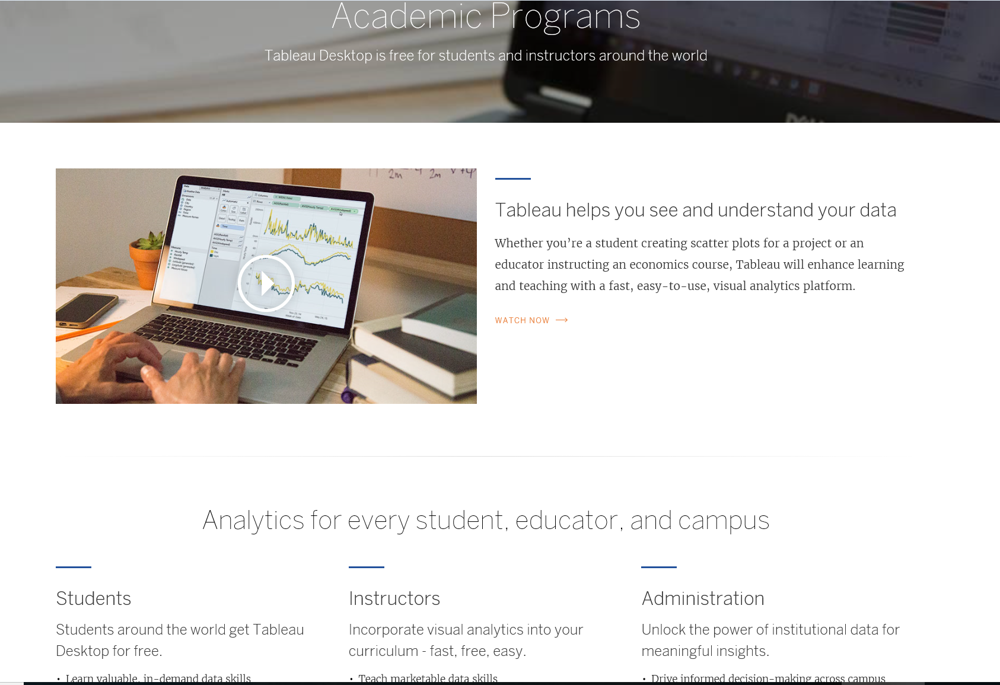 Academic Programs
Tableau Desktop is free for students and instructors around the world
DELL
2m
2m
Tableau helps you see and understand your data
Whether you’re a student creating scatter plots for a project or an
educator instructing an economics course, Tableau will enhance learning
and teaching with a fast, easy-to-use, visual analytics platform.
WATCH NOW
Analytics for every student, educator, and campus
Students
Students around the world get Tableau
Desktop for free.
• Learn valuable, in-demand data skills
Instructors
Incorporate visual analytics into your
curriculum - fast, free, easy.
• Teach marketable data skills
Administration
Unlock the power of institutional data for
meaningful insights.
• Drive informed decision-making across campus